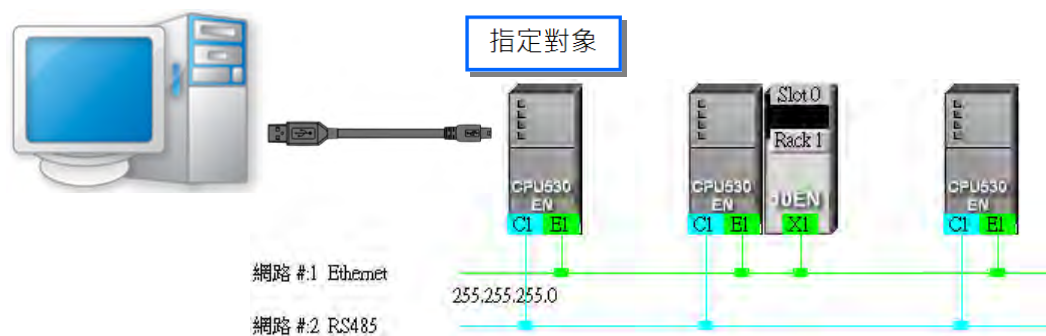 指定對象
Slot 0
Rack 1
CPU530
EN
C1 E1
CPU530
EN
C1 E1
10EN
X1
CPU530
EN
C1 E1
網路 #:1 Ethernet
255.255.255.0
網路 #:2 RS485